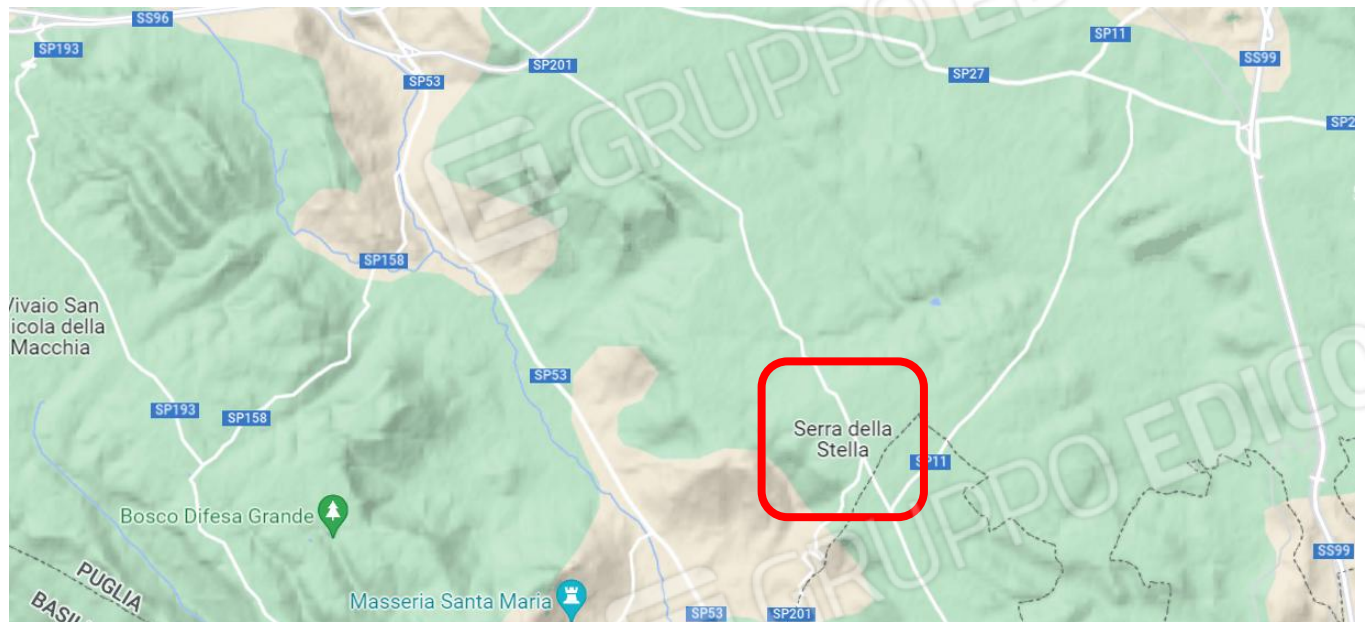 GRUPPO EDICO
SS96
SP193
SP201
SP11
SP53
SP27
SS99
SP2
SP158
Vivaio San
icola della
Macchia
SP53
SP193
SP158
Serra della
Stella
SP11
GRUPPO EDICO
Bosco Difesa Grande
SS99
PUGLIA
BASIL
Masseria Santa Maria
SP53
SP201